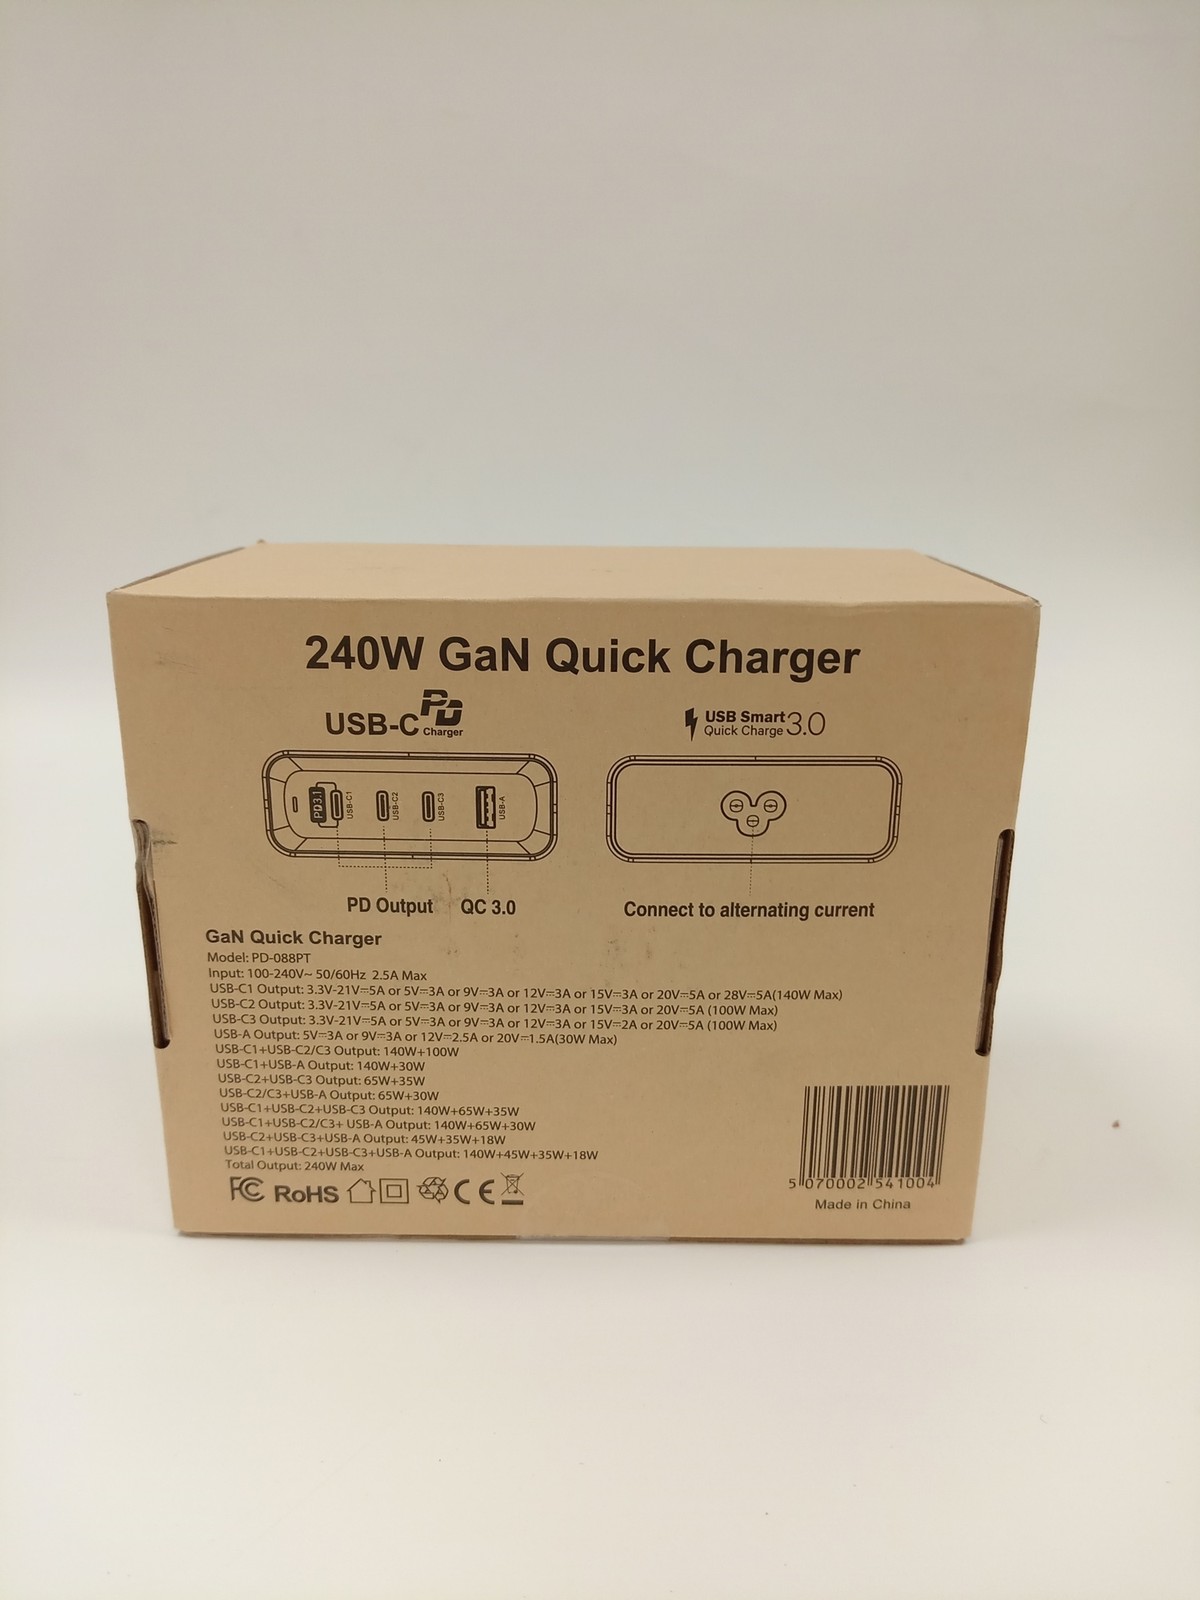 240W GaN Quick Charger
USB-C PD Charger
USB Smart Quick Charge 3.0
PD3.1
USB-C1
USB-C2
USB-C3
USB-A
PD Output
QC 3.0
Connect to alternating current
GaN Quick Charger
Model: PD-088PT
Input: 100-240V~ 50/60Hz 2.5A Max
USB-C1 Output: 3.3V-21V⎓5A or 5V⎓3A or 9V⎓3A or 12V⎓3A or 15V⎓3A or 20V⎓5A or 28V⎓5A(140W Max)
USB-C2 Output: 3.3V-21V⎓5A or 5V⎓3A or 9V⎓3A or 12V⎓3A or 15V⎓3A or 20V⎓5A (100W Max)
USB-C3 Output: 3.3V-21V⎓5A or 5V⎓3A or 9V⎓3A or 12V⎓3A or 15V⎓2A or 20V⎓5A (100W Max)
USB-A Output: 5V⎓3A or 9V⎓3A or 12V⎓2.5A or 20V⎓1.5A(30W Max)
USB-C1+USB-C2/C3 Output: 140W+100W
USB-C1+USB-A Output: 140W+30W
USB-C2+USB-C3 Output: 65W+35W
USB-C2/C3+USB-A Output: 65W+30W
USB-C1+USB-C2+USB-C3 Output: 140W+65W+35W
USB-C1+USB-C2/C3+ USB-A Output: 140W+65W+30W
USB-C2+USB-C3+USB-A Output: 45W+35W+18W
USB-C1+USB-C2+USB-C3+USB-A Output: 140W+45W+35W+18W
Total Output: 240W Max
FC RoHS CE
5 070002 541004
Made in China